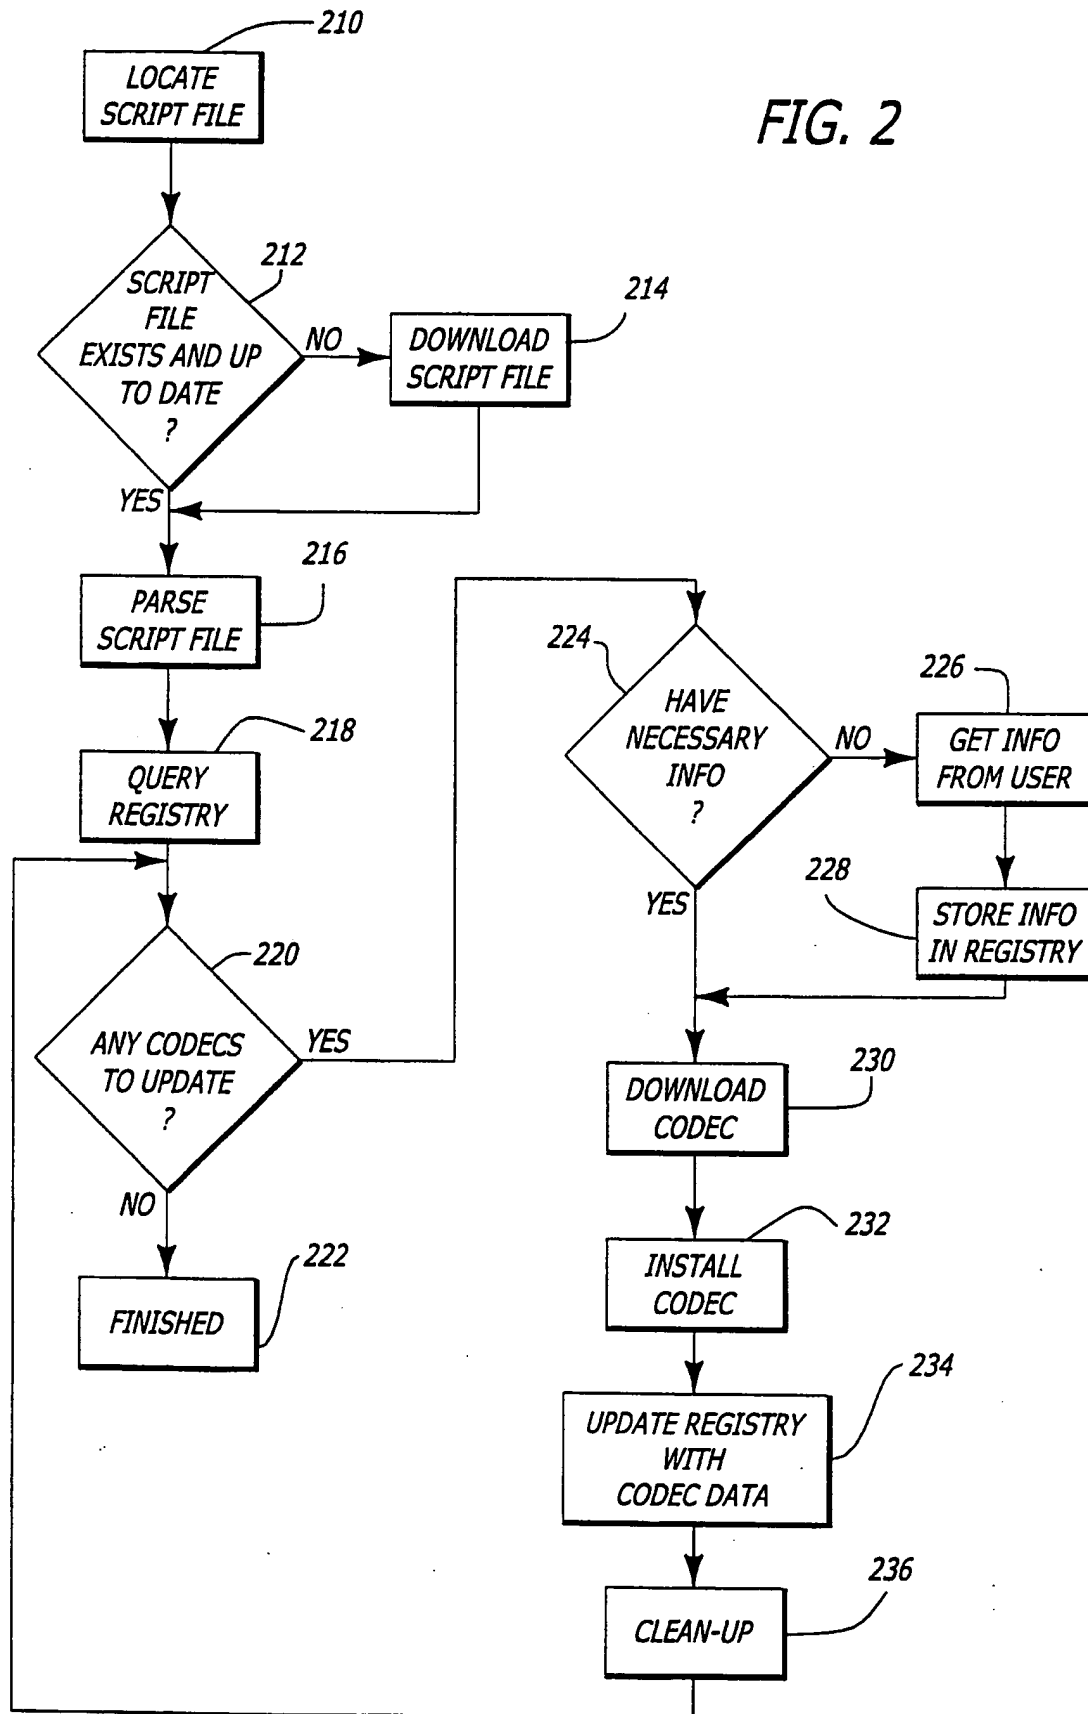 210
LOCATE
SCRIPT FILE
FIG. 2
212
SCRIPT
FILE
EXISTS AND UP
TO DATE
?
NO
214
DOWNLOAD
SCRIPT FILE
YES
216
PARSE
SCRIPT FILE
218
QUERY
REGISTRY
220
ANY CODECS
TO UPDATE
?
YES
NO
222
FINISHED
224
HAVE
NECESSARY
INFO
?
NO
226
GET INFO
FROM USER
228
STORE INFO
IN REGISTRY
YES
230
DOWNLOAD
CODEC
232
INSTALL
CODEC
234
UPDATE REGISTRY
WITH
CODEC DATA
236
CLEAN-UP